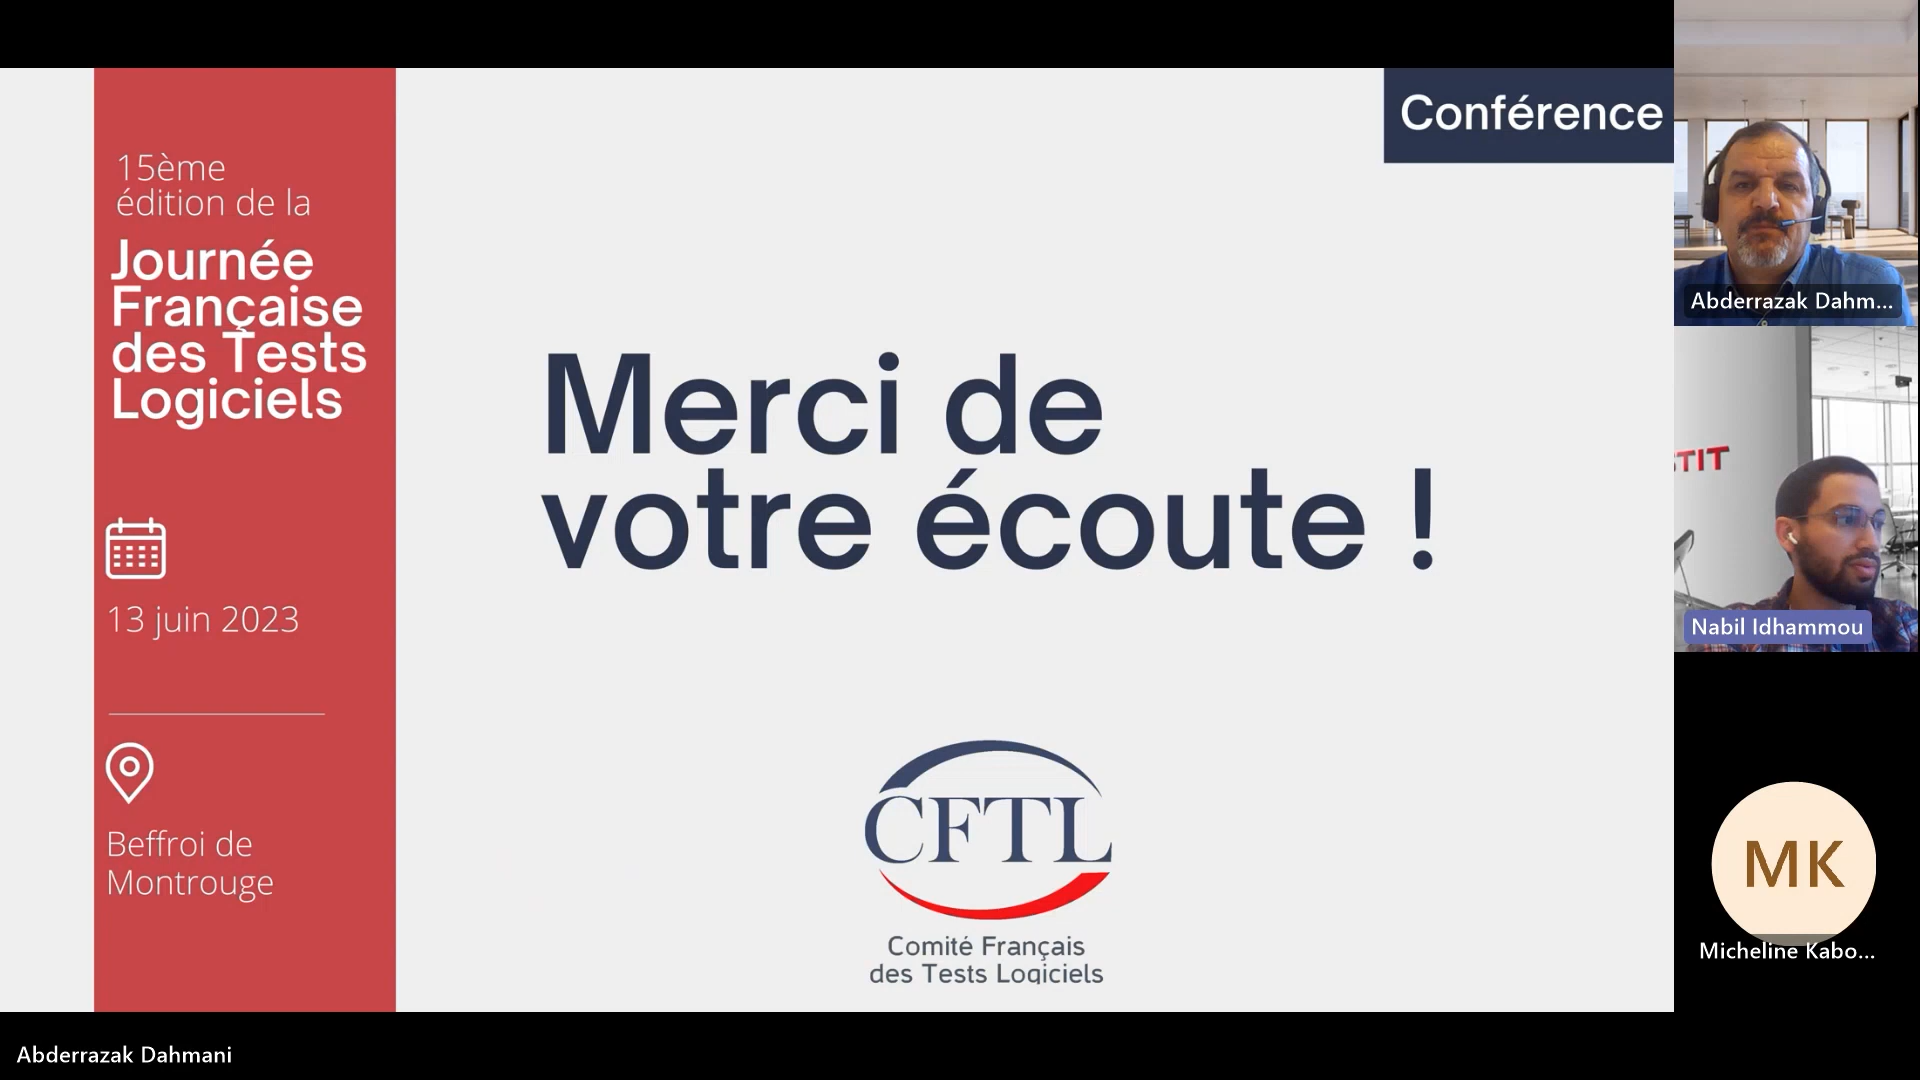 15ème
édition de la
Journée
Française
des Tests
Logiciels
13 juin 2023
Beffroi de
Montrouge
Conférence
Merci de
votre écoute !
CFTL
Comité Français
des Tests Logiciels
Abderrazak Dahm...
TIT
Nabil Idhammou
MK
Micheline Kabo...
Abderrazak Dahmani